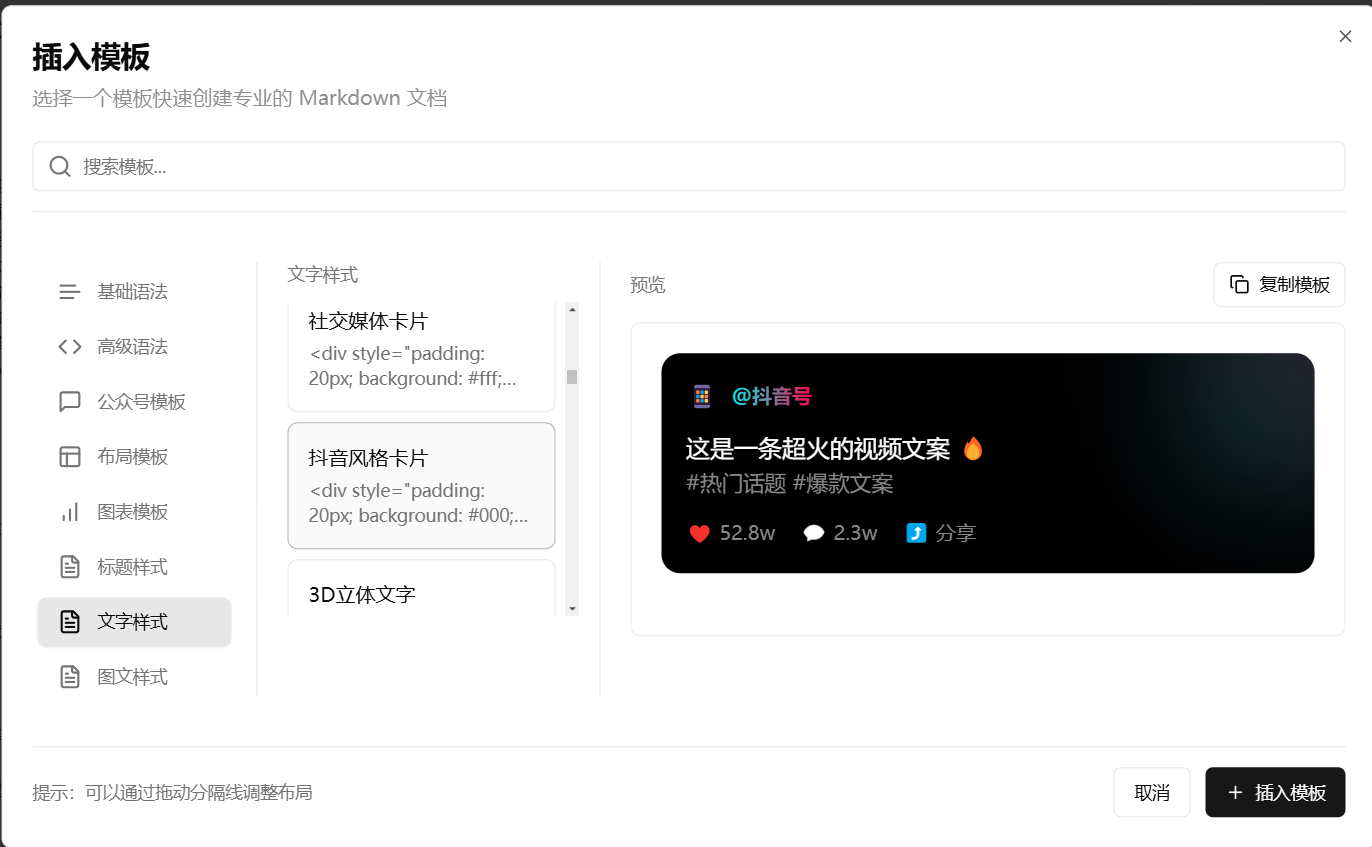 插入模板
选择一个模板快速创建专业的 Markdown 文档
搜索模板...
基础语法
高级语法
公众号模板
布局模板
图表模板
标题样式
文字样式
图文样式
文字样式
社交媒体卡片
<div style="padding:
20px; background: #fff;...
抖音风格卡片
<div style="padding:
20px; background: #000;...
3D立体文字
预览
复制模板
@抖音号
这是一条超火的视频文案 🔥
#热门话题 #爆款文案
❤️ 52.8w 💬 2.3w ⤴️ 分享
提示：可以通过拖动分隔线调整布局
取消
+ 插入模板